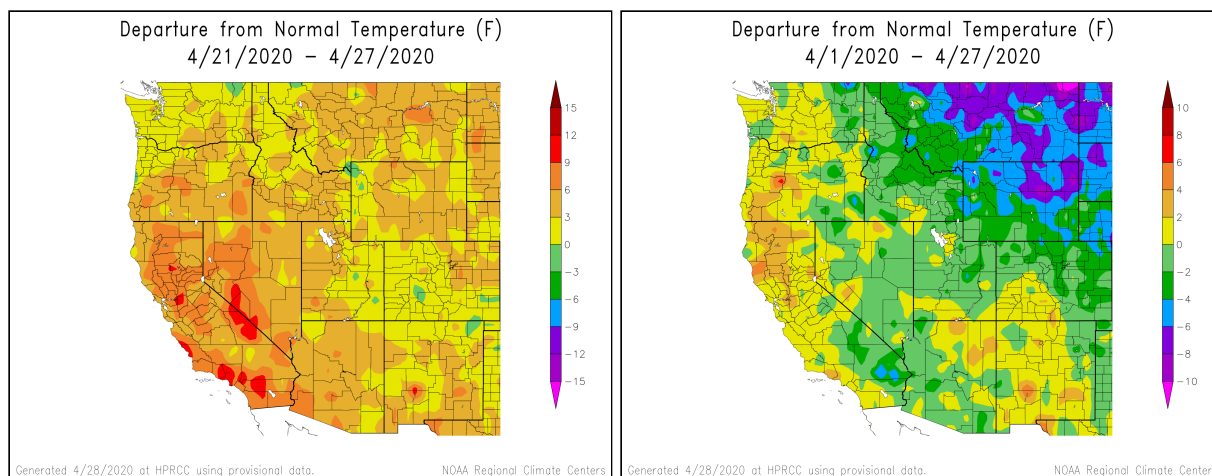 Departure from Normal Temperature (F)
4/21/2020 – 4/27/2020
15
12
9
6
3
0
-3
-6
-9
-12
-15
Generated 4/28/2020 at HPRCC using provisional data.
NOAA Regional Climate Centers
Departure from Normal Temperature (F)
4/1/2020 – 4/27/2020
10
8
6
4
2
0
-2
-4
-6
-8
-10
Generated 4/28/2020 at HPRCC using provisional data.
NOAA Regional Climate Centers